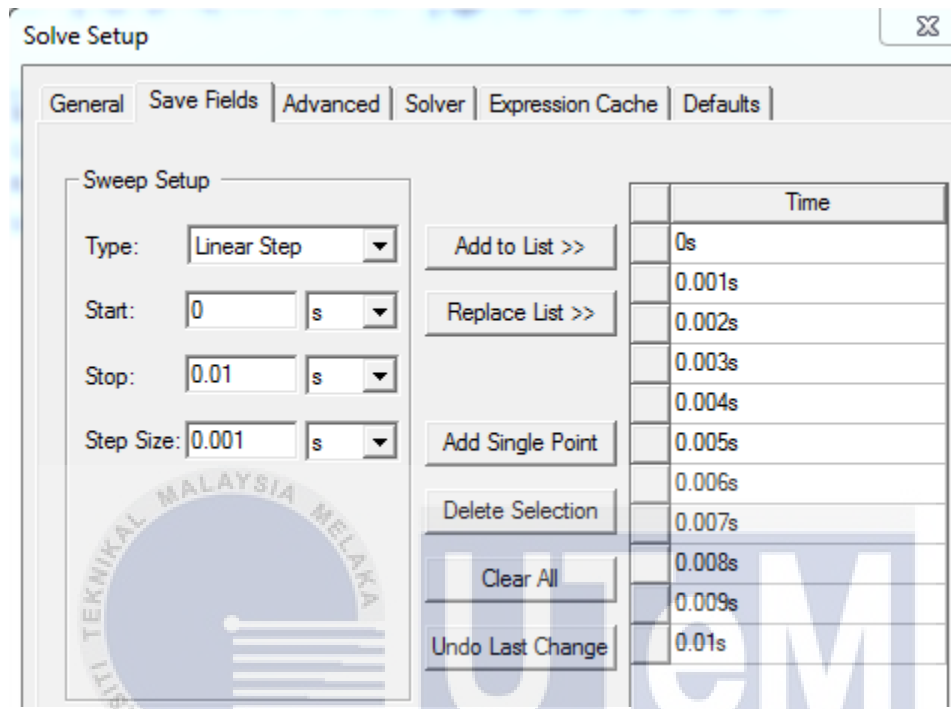 Solve Setup
General Save Fields Advanced Solver Expression Cache Defaults
Sweep Setup
Type: Linear Step
Start: 0 s
Stop: 0.01 s
Step Size: 0.001 s
Add to List >>
Replace List >>
Add Single Point
Delete Selection
Clear All
Undo Last Change
Time
0s
0.001s
0.002s
0.003s
0.004s
0.005s
0.006s
0.007s
0.008s
0.009s
0.01s
SITI TEKNIKAL MALAYSIA MELAKA
UTeM